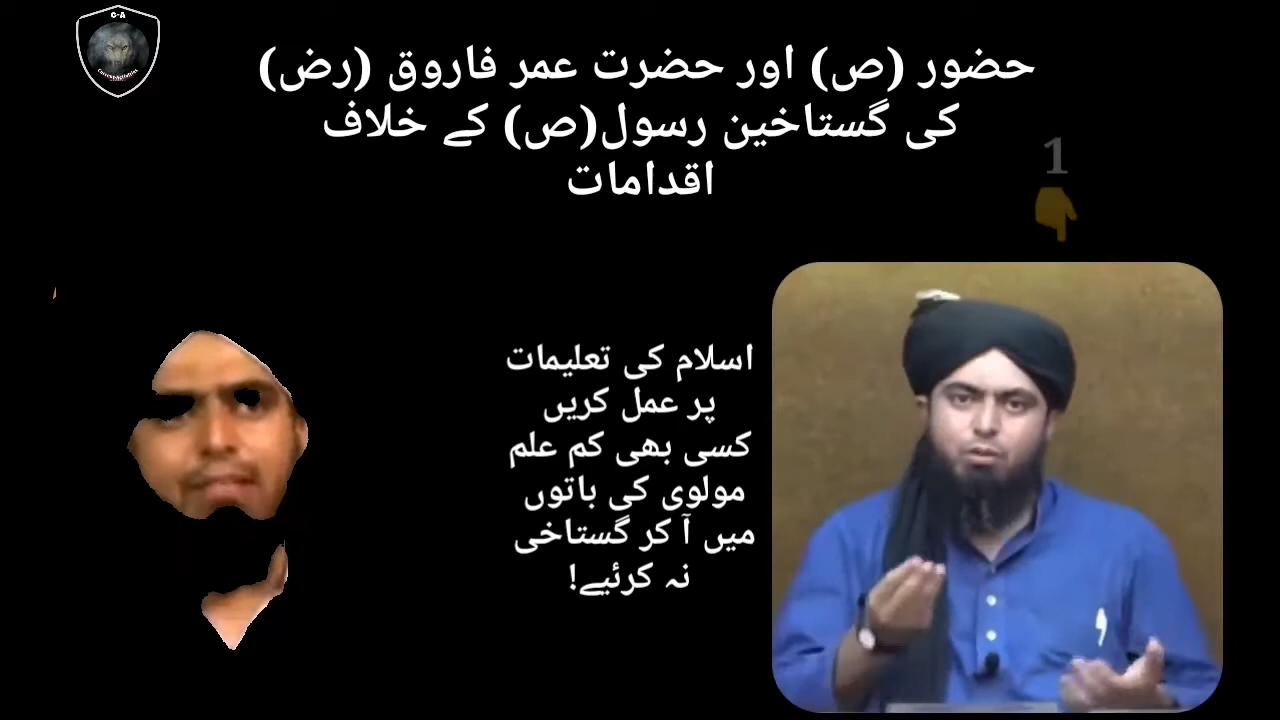 C-A
حضور (ص) اور حضرت عمر فاروق (رض)
کی گستاخین رسول(ص) کے خلاف
اقدامات
1
اسلام کی تعلیمات
پر عمل کریں
کسی بھی کم علم
مولوی کی باتوں
میں آ کر گستاخی
نہ کرئیے!